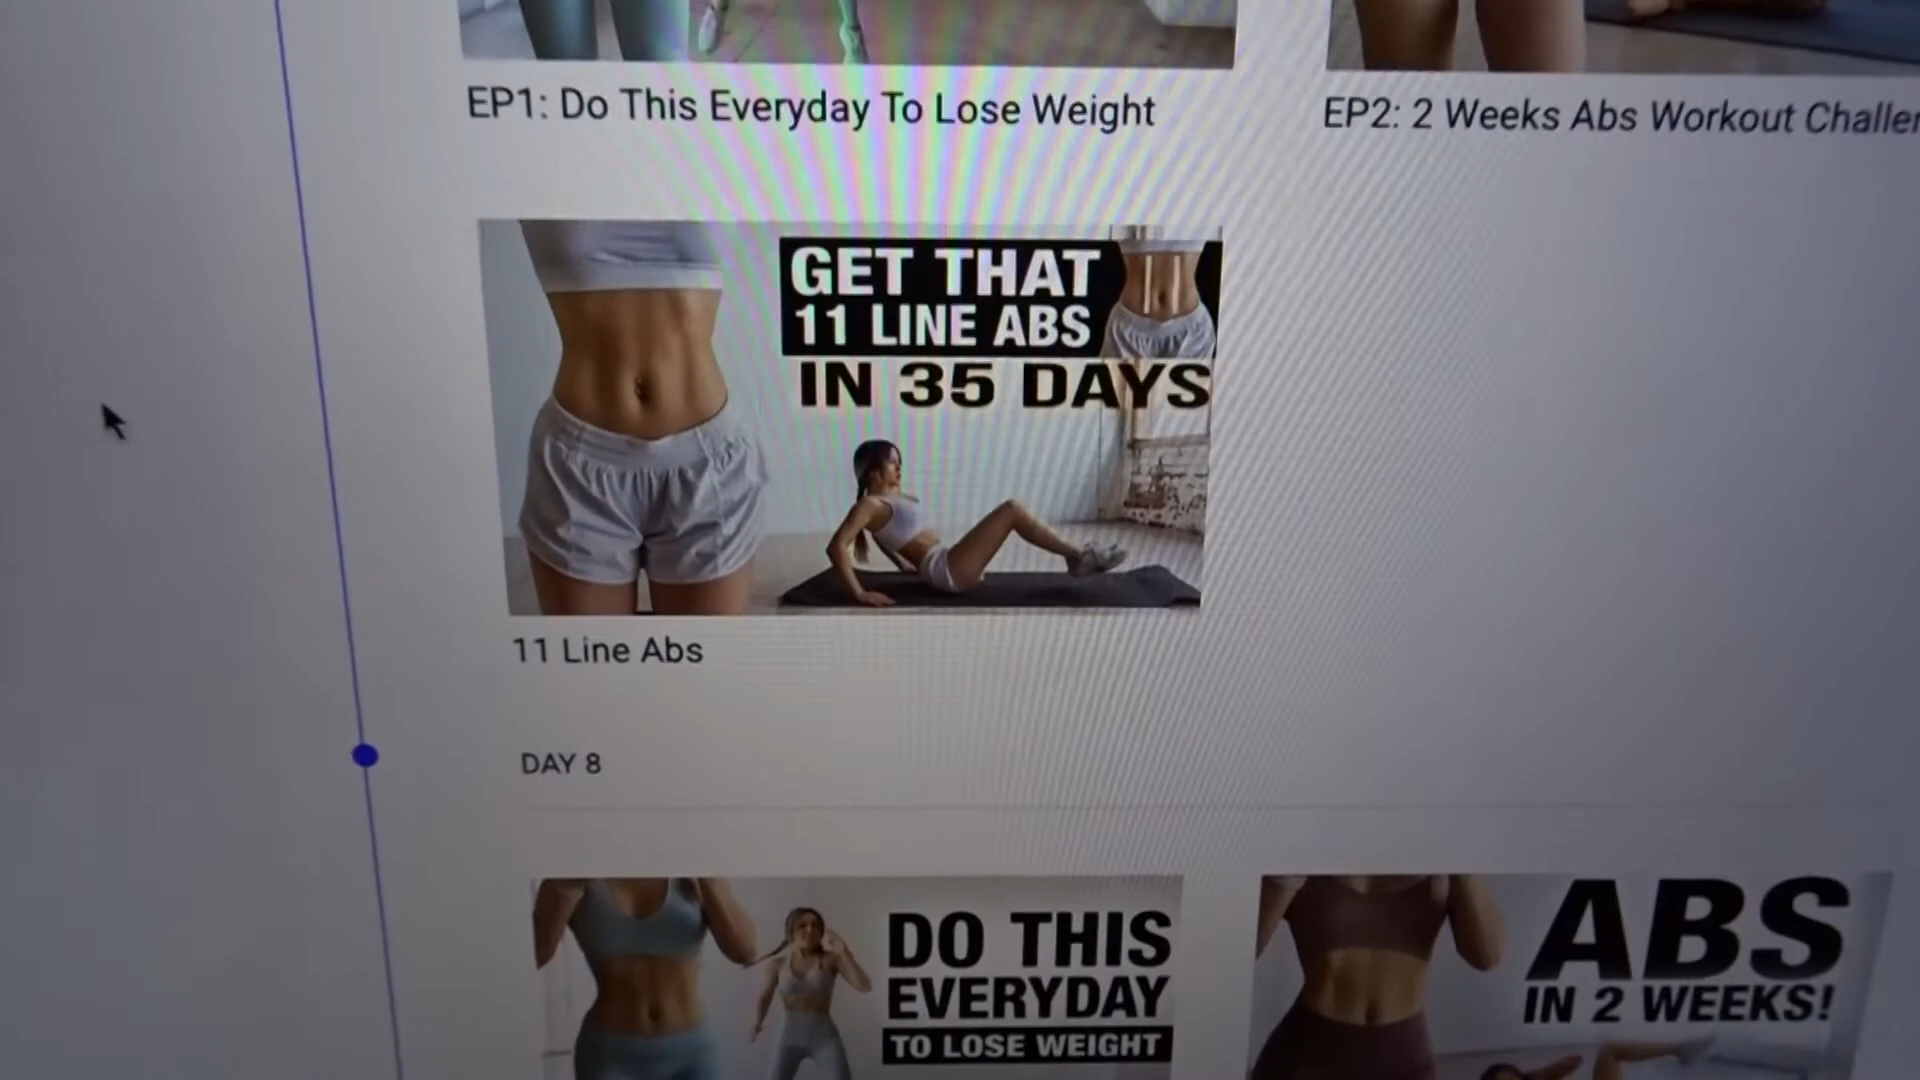 EP1: Do This Everyday To Lose Weight
EP2: 2 Weeks Abs Workout Challen
GET THAT
11 LINE ABS
IN 35 DAYS
11 Line Abs
DAY 8
DO THIS
EVERYDAY
TO LOSE WEIGHT
ABS
IN 2 WEEKS!